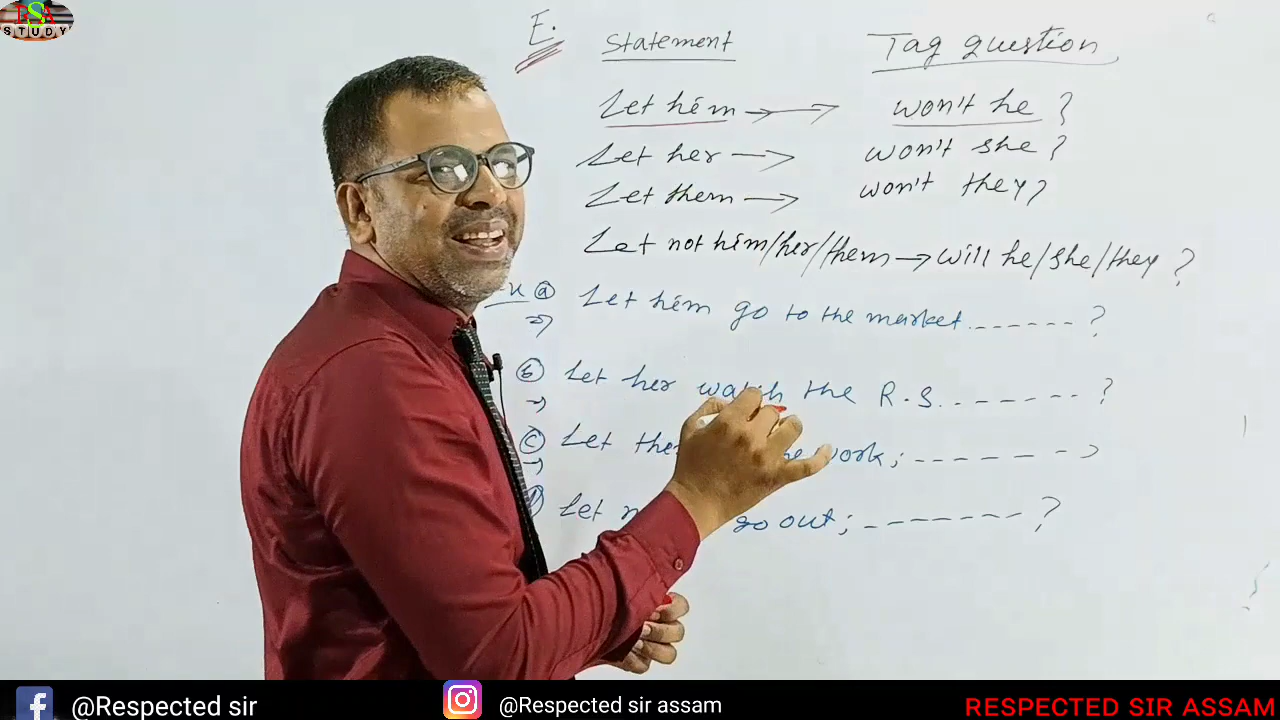 RSA
STUDY
E. Statement Tag question
Let him → won't he ?
Let her → won't she ?
Let them → won't they ?
Let not him/her/them → will he/she/they ?
(a) Let him go to the market ------ ?
(b) Let her watch the R.S. ------- ?
(c) Let work ; -------
Let go out ; ------- ?
@Respected sir
@Respected sir assam
RESPECTED SIR ASSAM